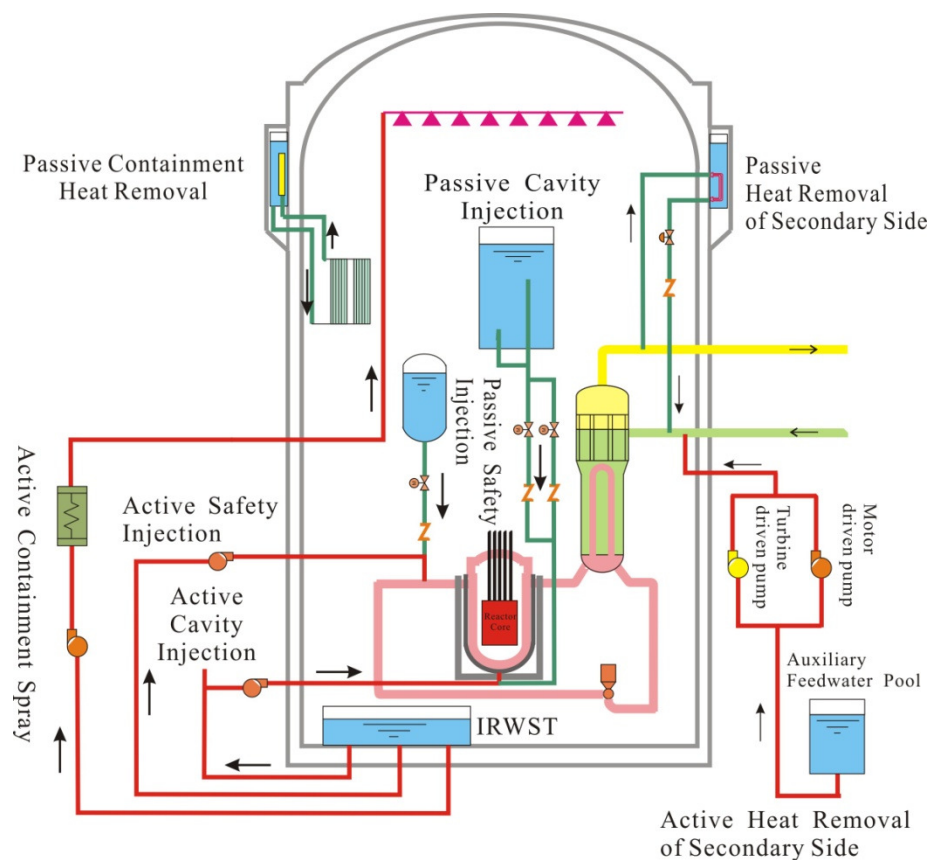 Passive Containment
Heat Removal
Passive Cavity
Injection
Passive
Heat Removal
of Secondary Side
Passive Safety
Injection
Active Safety
Injection
Active
Cavity
Injection
Active Containment Spray
Reactor
Core
IRWST
Turbine
driven pump
Motor
driven pump
Auxiliary
Feedwater Pool
Active Heat Removal
of Secondary Side